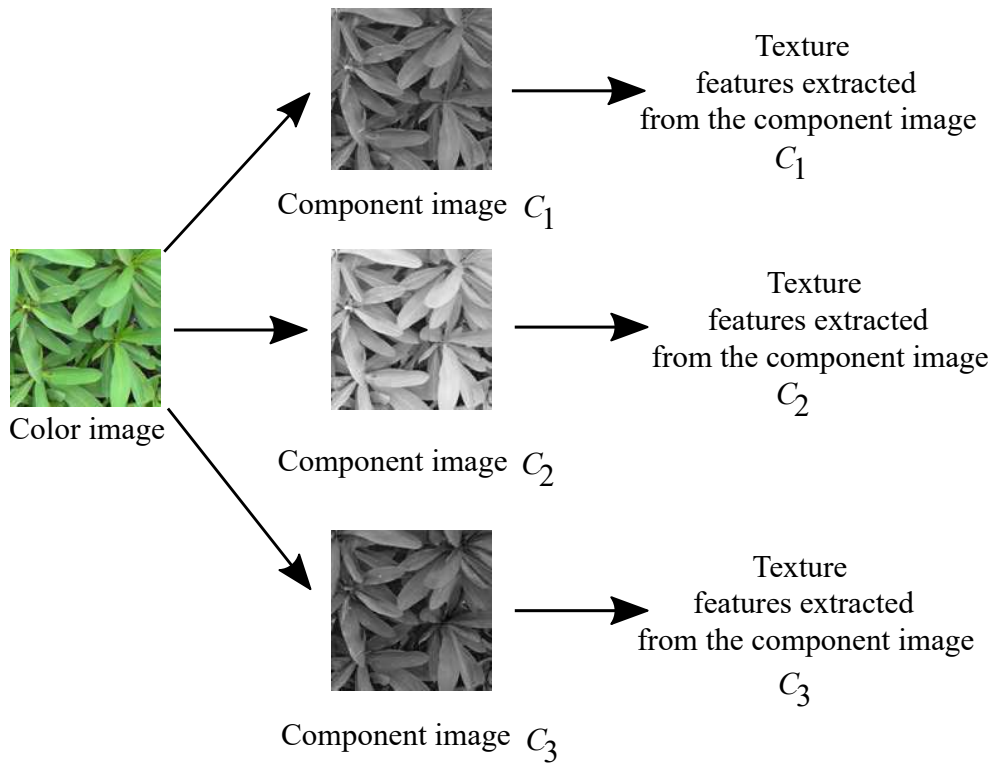 Texture
features extracted
from the component image
C1
Component image C1
Color image
Texture
features extracted
from the component image
C2
Component image C2
Texture
features extracted
from the component image
C3
Component image C3